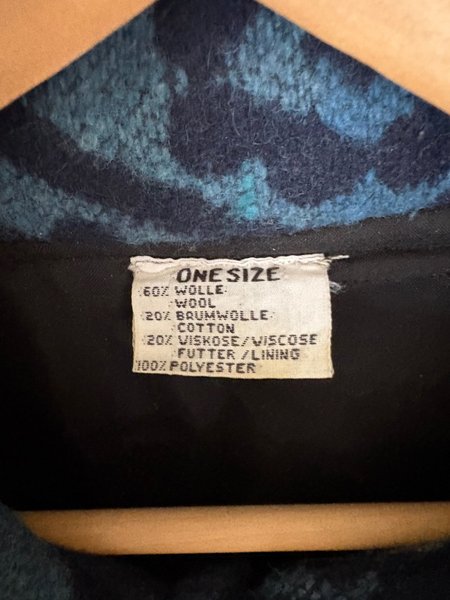 ONE SIZE
60% WOLLE
WOOL
20% BAUMWOLLE
COTTON
20% VISKOSE/VISCOSE
FUTTER/LINING
100% POLYESTER